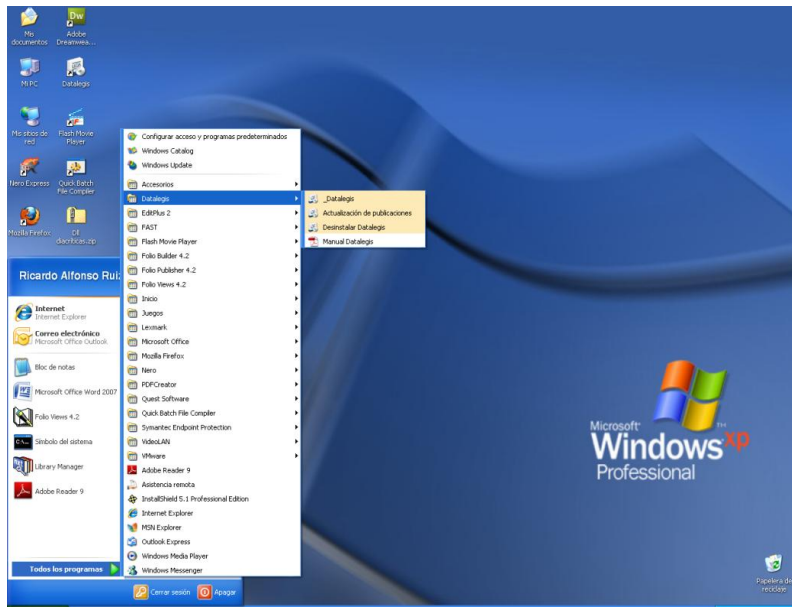 Mis
documentos
Adobe
Dreamwea...
Mi PC
Datalegis
Mis sitios de
red
Flash Movie
Player
Nero Express
Quick Batch
File Compiler
Mozilla Firefox
Dll
diacriticas.zip
Ricardo Alfonso Rui
Internet
Internet Explorer
Correo electrónico
Microsoft Office Outlook
Bloc de notas
Microsoft Office Word 2007
Folio Views 4.2
Símbolo del sistema
Library Manager
Adobe Reader 9
Todos los programas
Configurar acceso y programas predeterminados
Windows Catalog
Windows Update
Accesorios
Datalegis
EditPlus 2
FAST
Flash Movie Player
Folio Builder 4.2
Folio Publisher 4.2
Folio Views 4.2
Inicio
Juegos
Lexmark
Microsoft Office
Mozilla Firefox
Nero
PDFCreator
Quest Software
Quick Batch File Compiler
Symantec Endpoint Protection
VideoLAN
VMware
Adobe Reader 9
Asistencia remota
InstallShield 5.1 Professional Edition
Internet Explorer
MSN Explorer
Outlook Express
Windows Media Player
Windows Messenger
_Datalegis
Actualización de publicaciones
Desinstalar Datalegis
Manual Datalegis
Cerrar sesión
Apagar
Microsoft
Windows xp
Professional
Papelera de
reciclaje